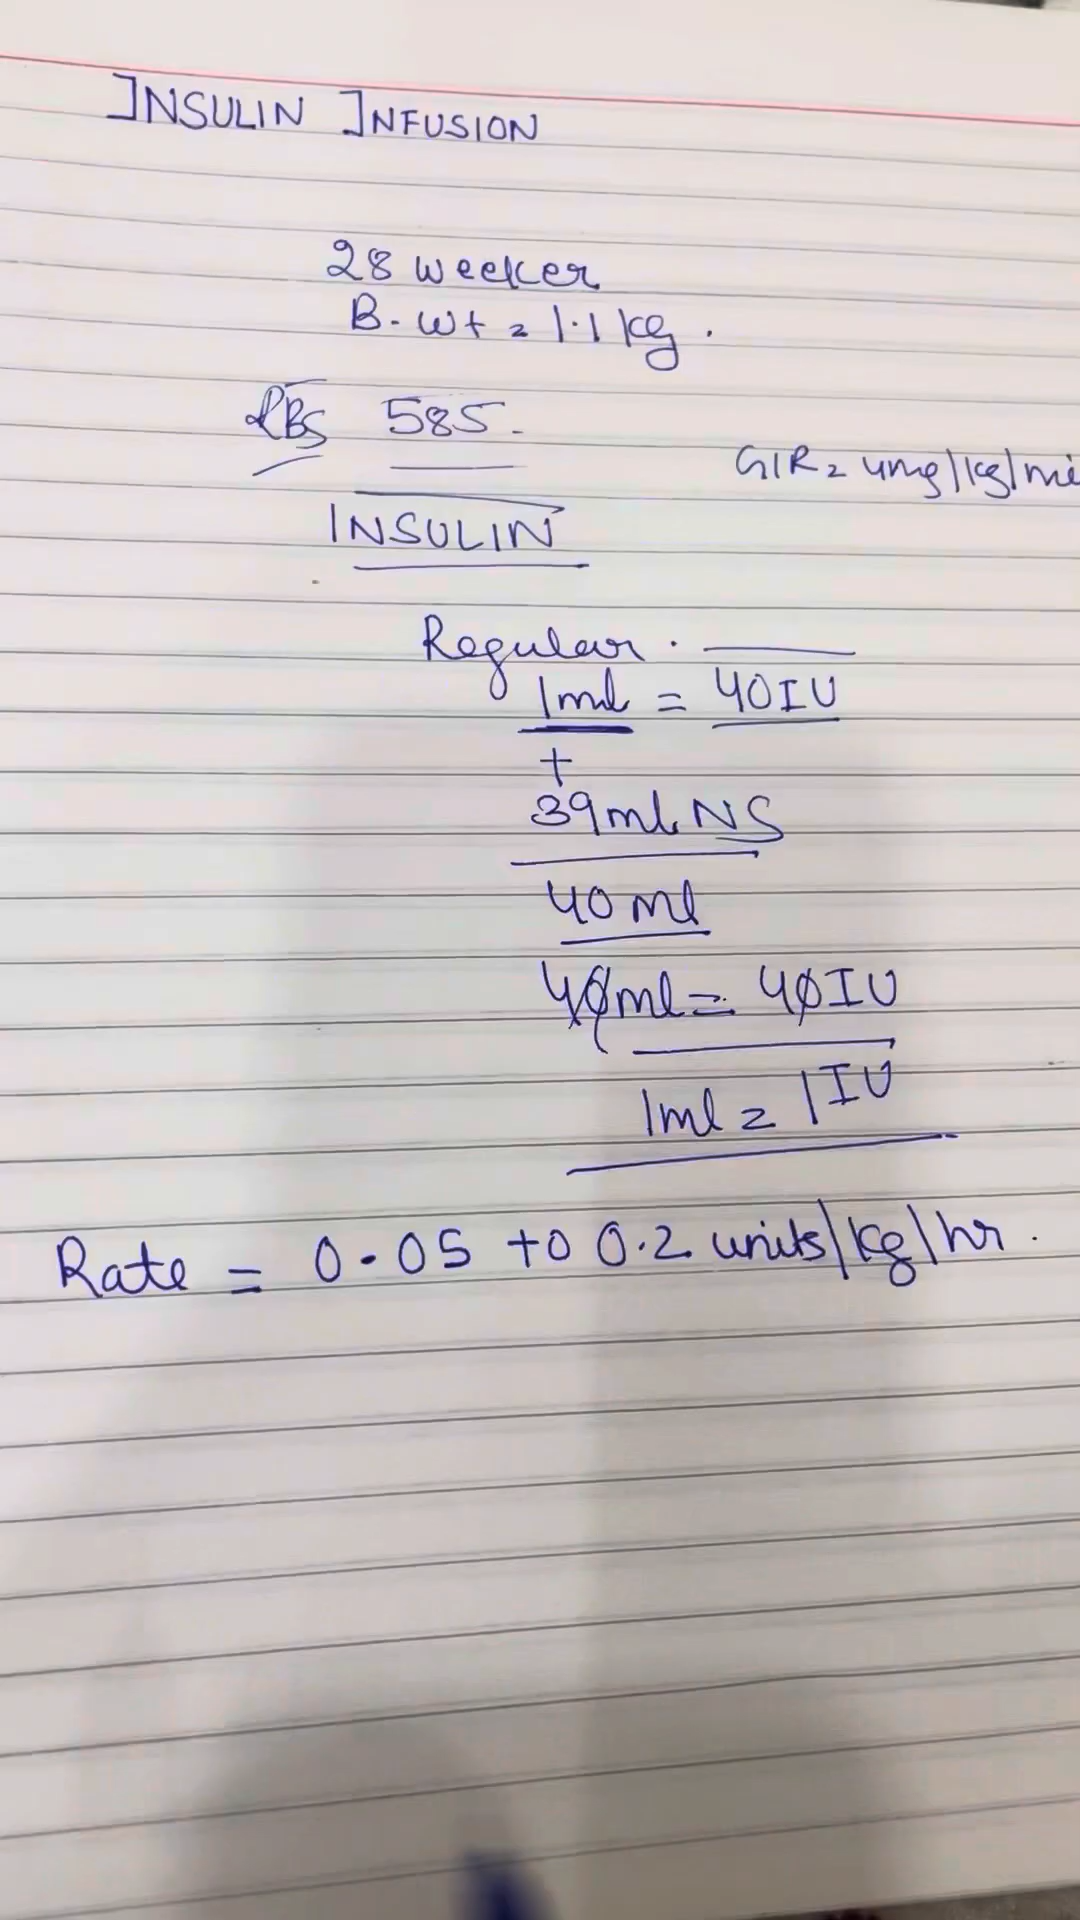 INSULIN INFUSION
28 weeker
B.wt = 1.1 kg.
RBS 585.
GIR = 4mg/kg/mi
INSULIN
Regular.
1ml = 40IU
+
39ml NS
40ml
40ml = 40IU
1ml = 1IU
Rate = 0.05 to 0.2 units/kg/hr.